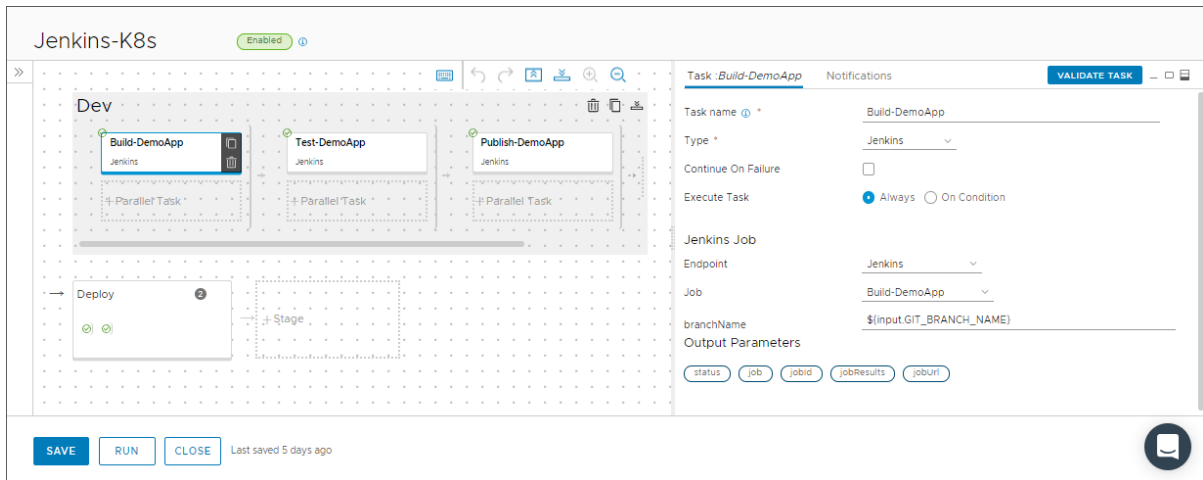 Jenkins-K8s
Enabled
Dev
Build-DemoApp
Jenkins
Test-DemoApp
Jenkins
Publish-DemoApp
Jenkins
+ Parallel Task
+ Parallel Task
+ Parallel Task
Deploy
2
+ Stage
Task :Build-DemoApp
Notifications
VALIDATE TASK
Task name *
Build-DemoApp
Type *
Jenkins
Continue On Failure
Execute Task
Always
On Condition
Jenkins Job
Endpoint
Jenkins
Job
Build-DemoApp
branchName
${input.GIT_BRANCH_NAME}
Output Parameters
status
job
jobId
jobResults
jobUrl
SAVE
RUN
CLOSE
Last saved 5 days ago